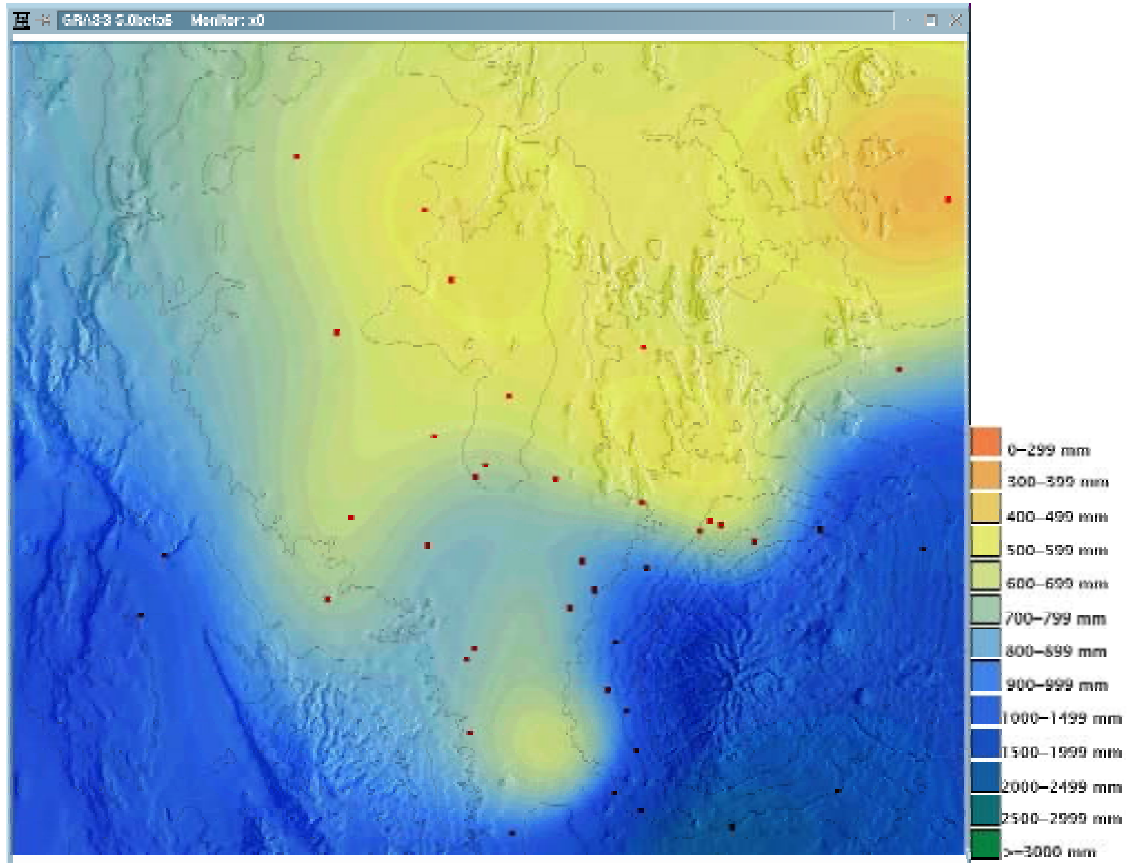 GRASS 5.0beta6 Monitor: x0
0-299 mm
300-399 mm
400-499 mm
500-599 mm
600-699 mm
700-799 mm
800-899 mm
900-999 mm
1000-1499 mm
1500-1999 mm
2000-2499 mm
2500-2999 mm
>=3000 mm